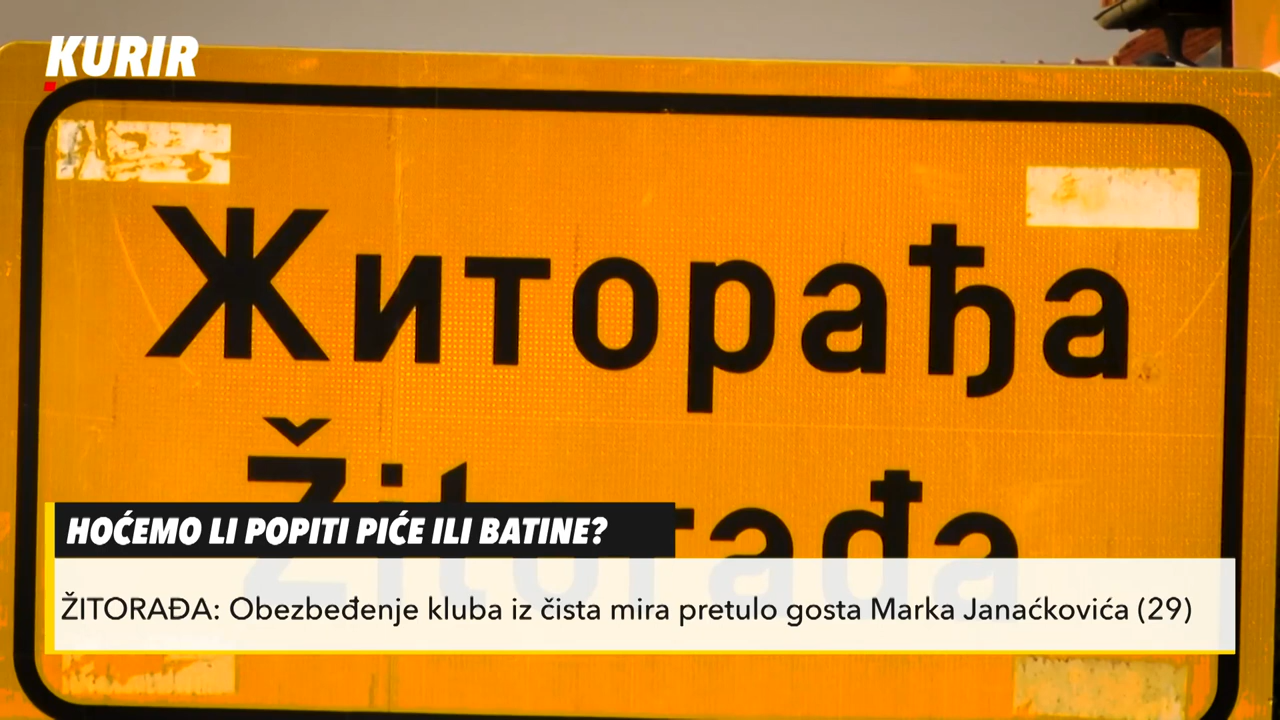 KURIR
Житорађа
Žitorađa
HOĆEMO LI POPITI PIĆE ILI BATINE?
ŽITORAĐA: Obezbeđenje kluba iz čista mira pretulo gosta Marka Janaćkovića (29)